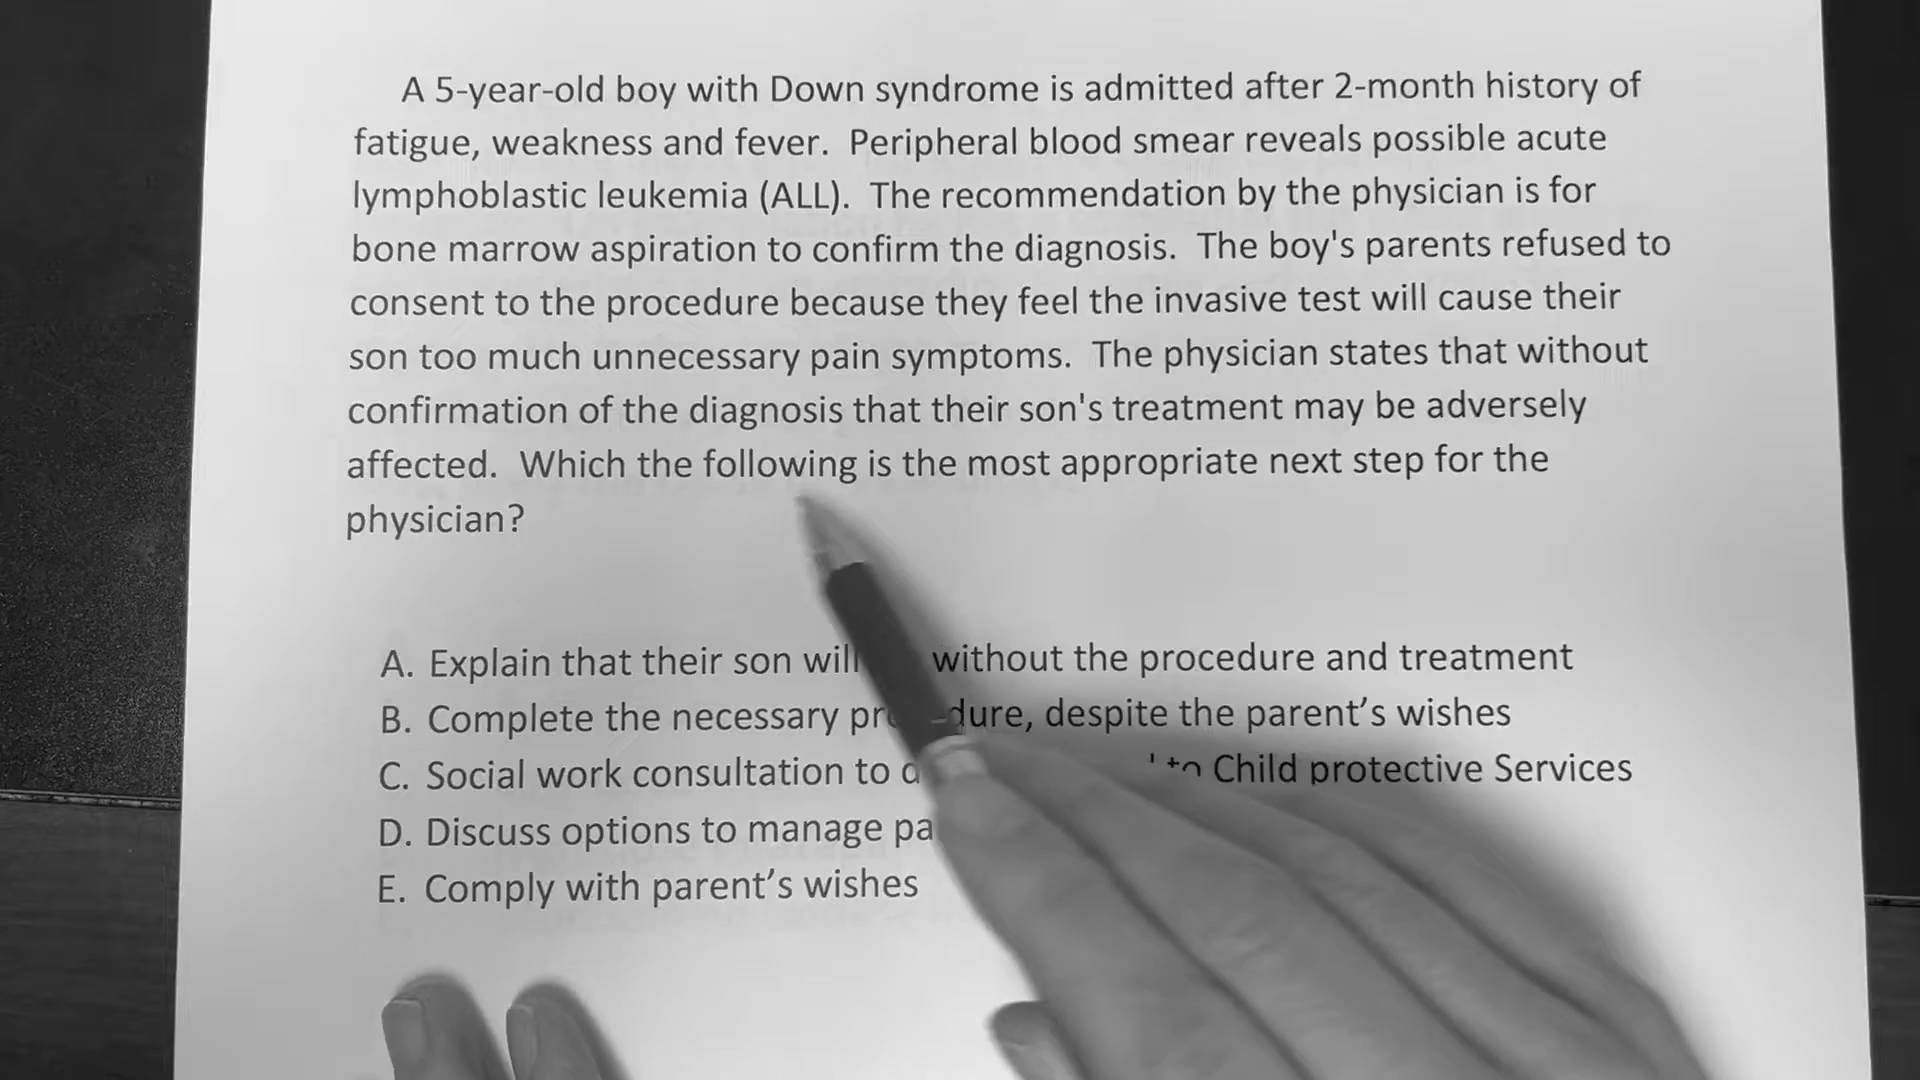 A 5-year-old boy with Down syndrome is admitted after 2-month history of
fatigue, weakness and fever. Peripheral blood smear reveals possible acute
lymphoblastic leukemia (ALL). The recommendation by the physician is for
bone marrow aspiration to confirm the diagnosis. The boy's parents refused to
consent to the procedure because they feel the invasive test will cause their
son too much unnecessary pain symptoms. The physician states that without
confirmation of the diagnosis that their son's treatment may be adversely
affected. Which the following is the most appropriate next step for the
physician?
A. Explain that their son will without the procedure and treatment
B. Complete the necessary despite the parent’s wishes
C. Social work consultation to to Child protective Services
D. Discuss options to manage
E. Comply with parent’s wishes